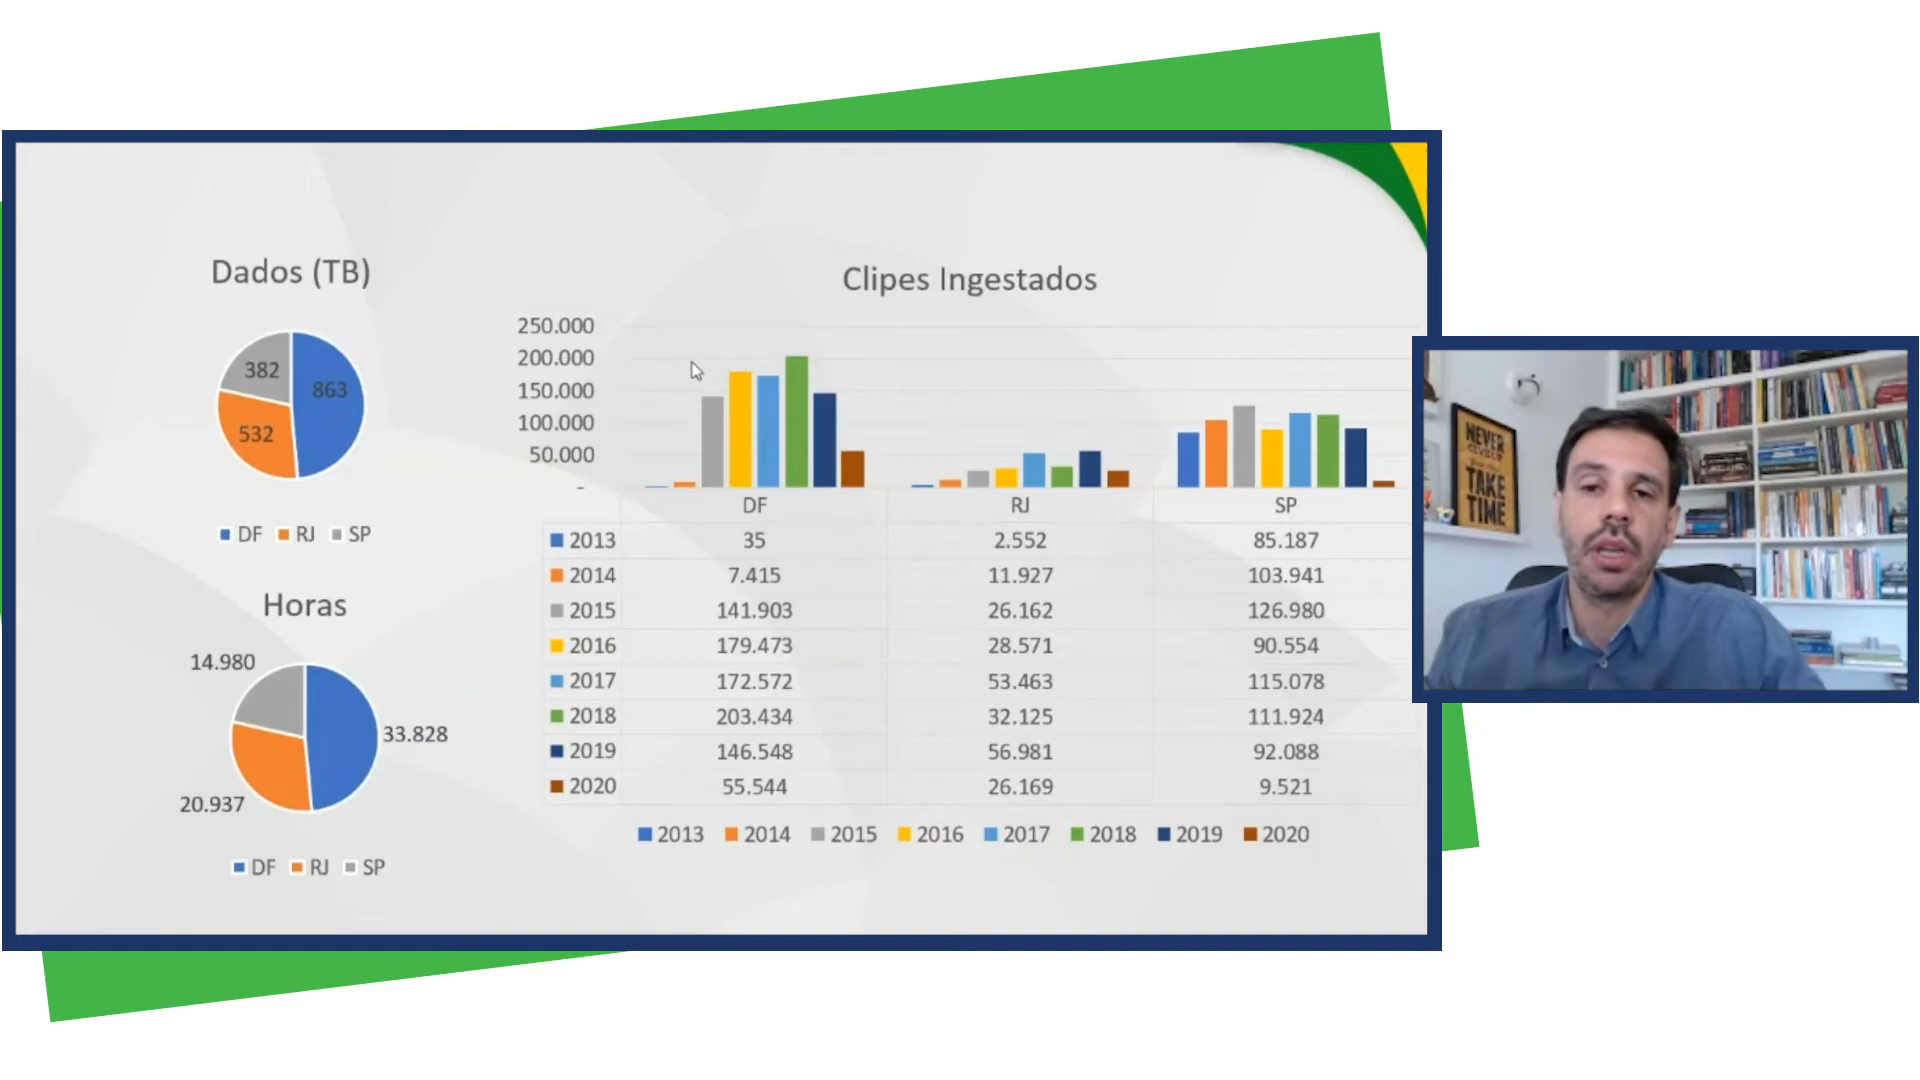 Dados (TB)
382
863
532
DF RJ SP
Horas
14.980
33.828
20.937
DF RJ SP
Clipes Ingestados
250.000
200.000
150.000
100.000
50.000
-
DF RJ SP
2013 35 2.552 85.187
2014 7.415 11.927 103.941
2015 141.903 26.162 126.980
2016 179.473 28.571 90.554
2017 172.572 53.463 115.078
2018 203.434 32.125 111.924
2019 146.548 56.981 92.088
2020 55.544 26.169 9.521
2013 2014 2015 2016 2017 2018 2019 2020
NEVER
TAKE
TIME